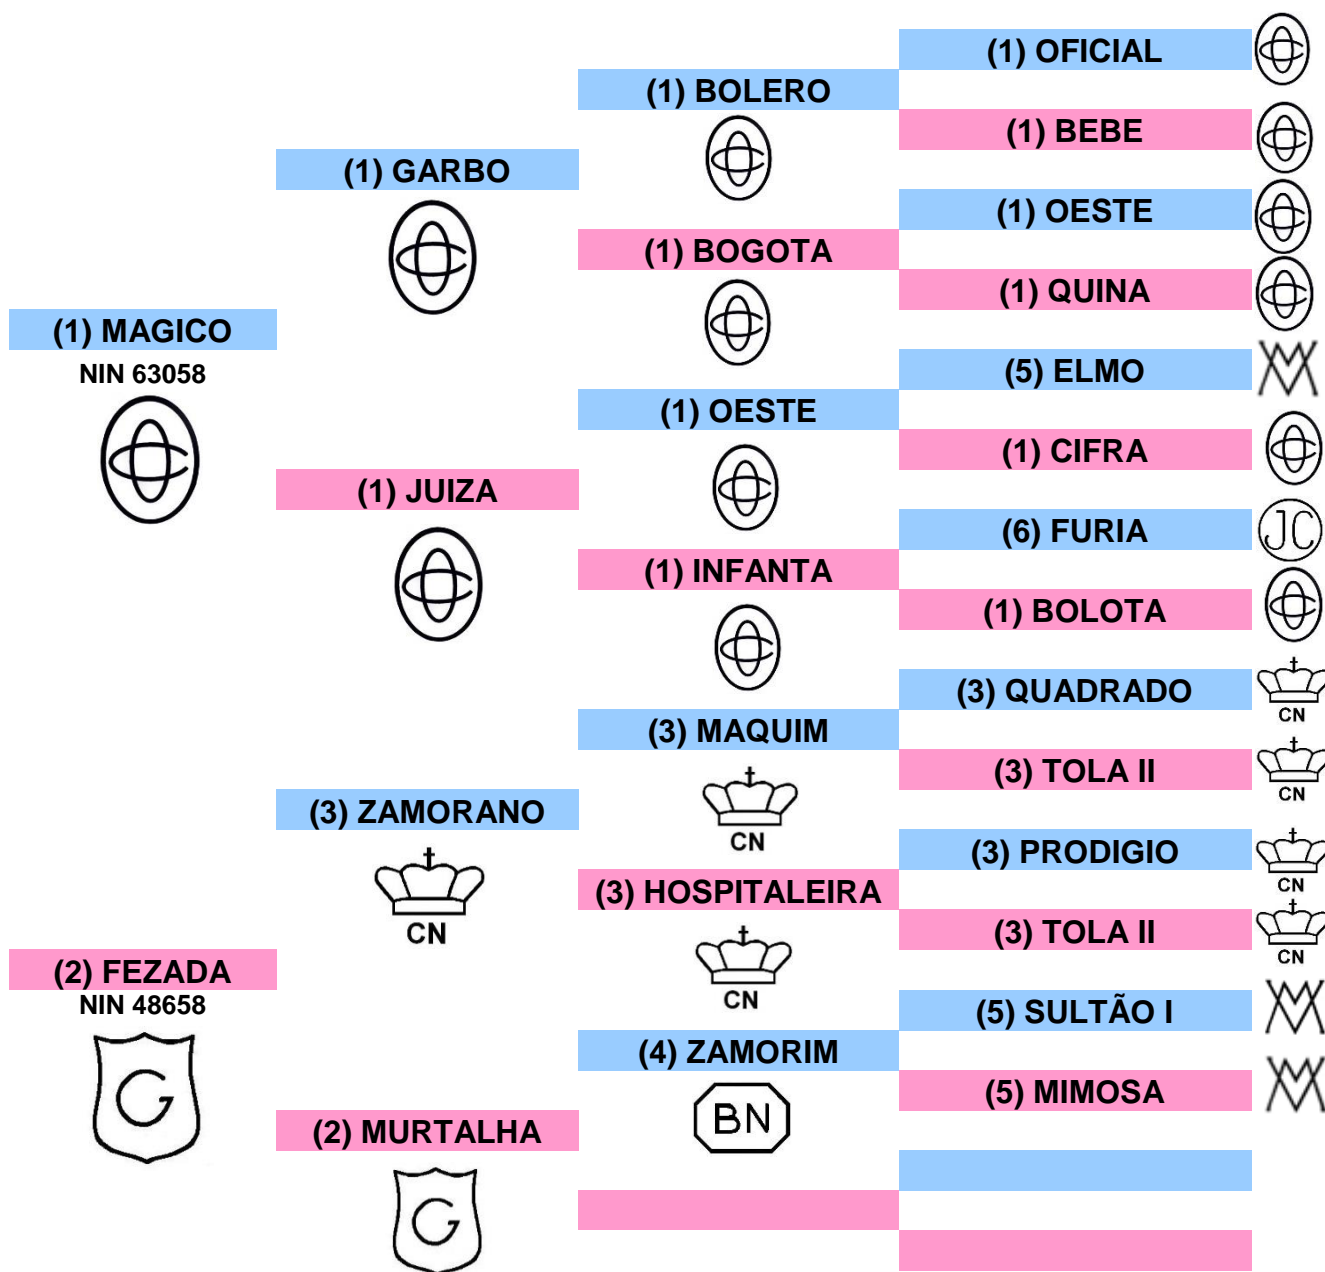 (1) MAGICO
NIN 63058
(2) FEZADA
NIN 48658
G
(1) GARBO
(1) JUIZA
(3) ZAMORANO
CN
(2) MURTALHA
G
(1) BOLERO
(1) BOGOTA
(1) OESTE
(1) INFANTA
(3) MAQUIM
CN
(3) HOSPITALEIRA
CN
(4) ZAMORIM
BN
(1) OFICIAL
(1) BEBE
(1) OESTE
(1) QUINA
(5) ELMO
(1) CIFRA
(6) FURIA
JC
(1) BOLOTA
(3) QUADRADO
CN
(3) TOLA II
CN
(3) PRODIGIO
CN
(3) TOLA II
CN
(5) SULTÃO I
(5) MIMOSA